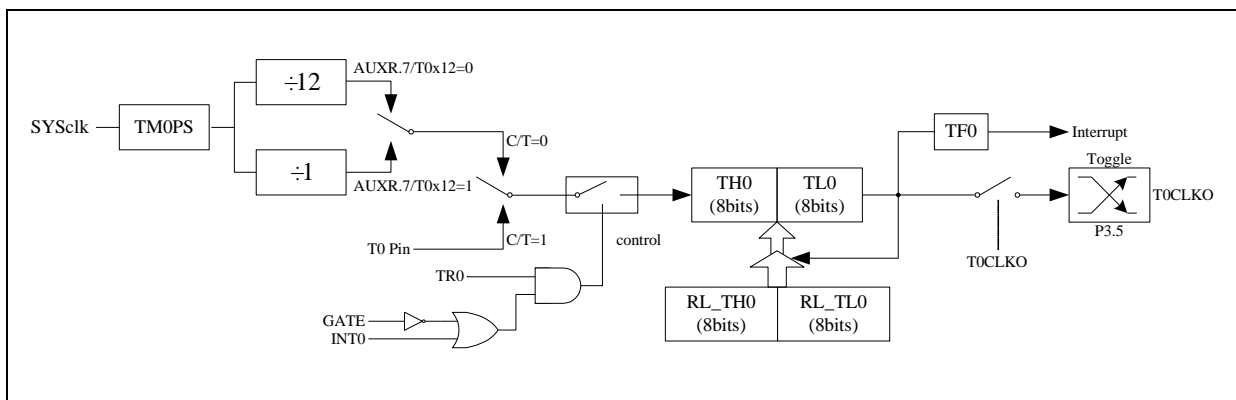 ÷12
AUXR.7/T0x12=0
SYSclk
TM0PS
÷1
AUXR.7/T0x12=1
C/T=0
T0 Pin
C/T=1
control
TH0
(8bits)
TL0
(8bits)
TF0
Interrupt
Toggle
T0CLKO
P3.5
T0CLKO
TR0
GATE
INT0
RL_TH0
(8bits)
RL_TL0
(8bits)